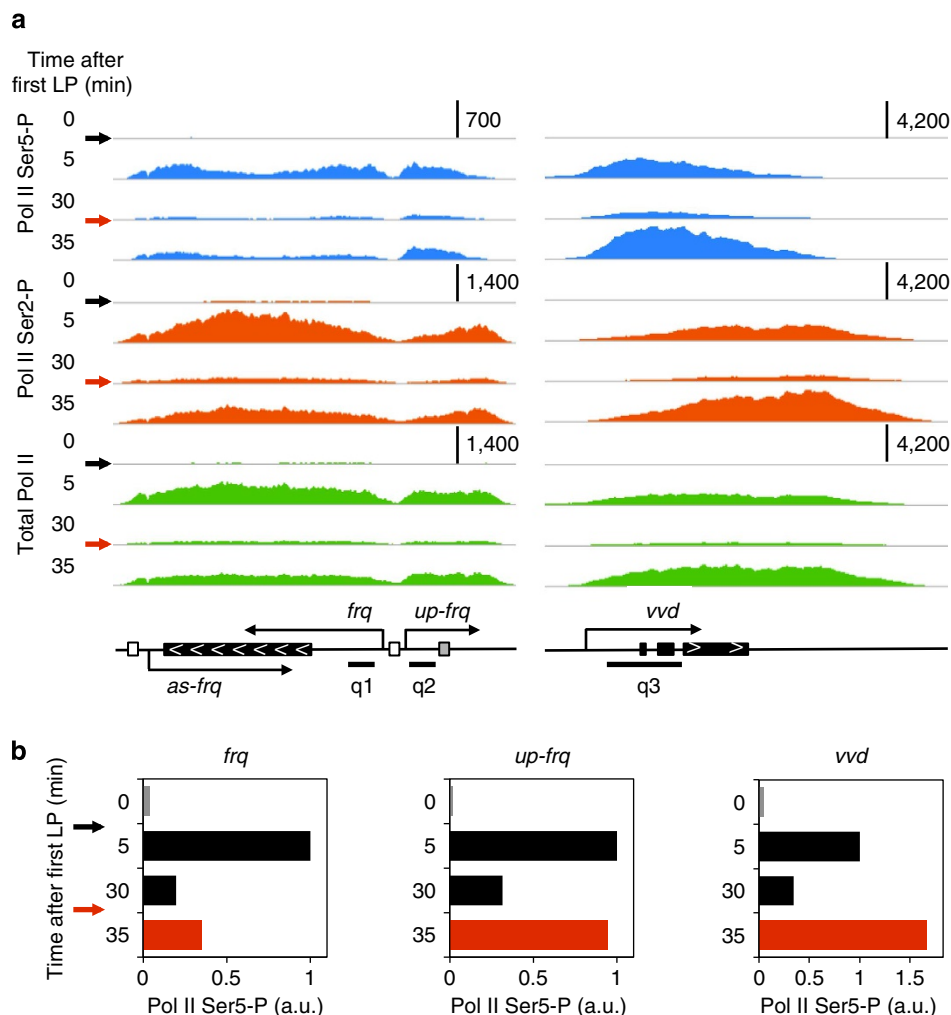 a
Time after
first LP (min)
Pol II Ser5-P
0
5
30
35
700
4,200
Pol II Ser2-P
0
5
30
35
1,400
4,200
Total Pol II
0
5
30
35
1,400
4,200
frq
up-frq
vvd
as-frq
q1
q2
q3
b
Time after first LP (min)
frq
0
5
30
35
0
0.5
1
Pol II Ser5-P (a.u.)
up-frq
0
5
30
35
0
0.5
1
Pol II Ser5-P (a.u.)
vvd
0
5
30
35
0
0.5
1
1.5
Pol II Ser5-P (a.u.)